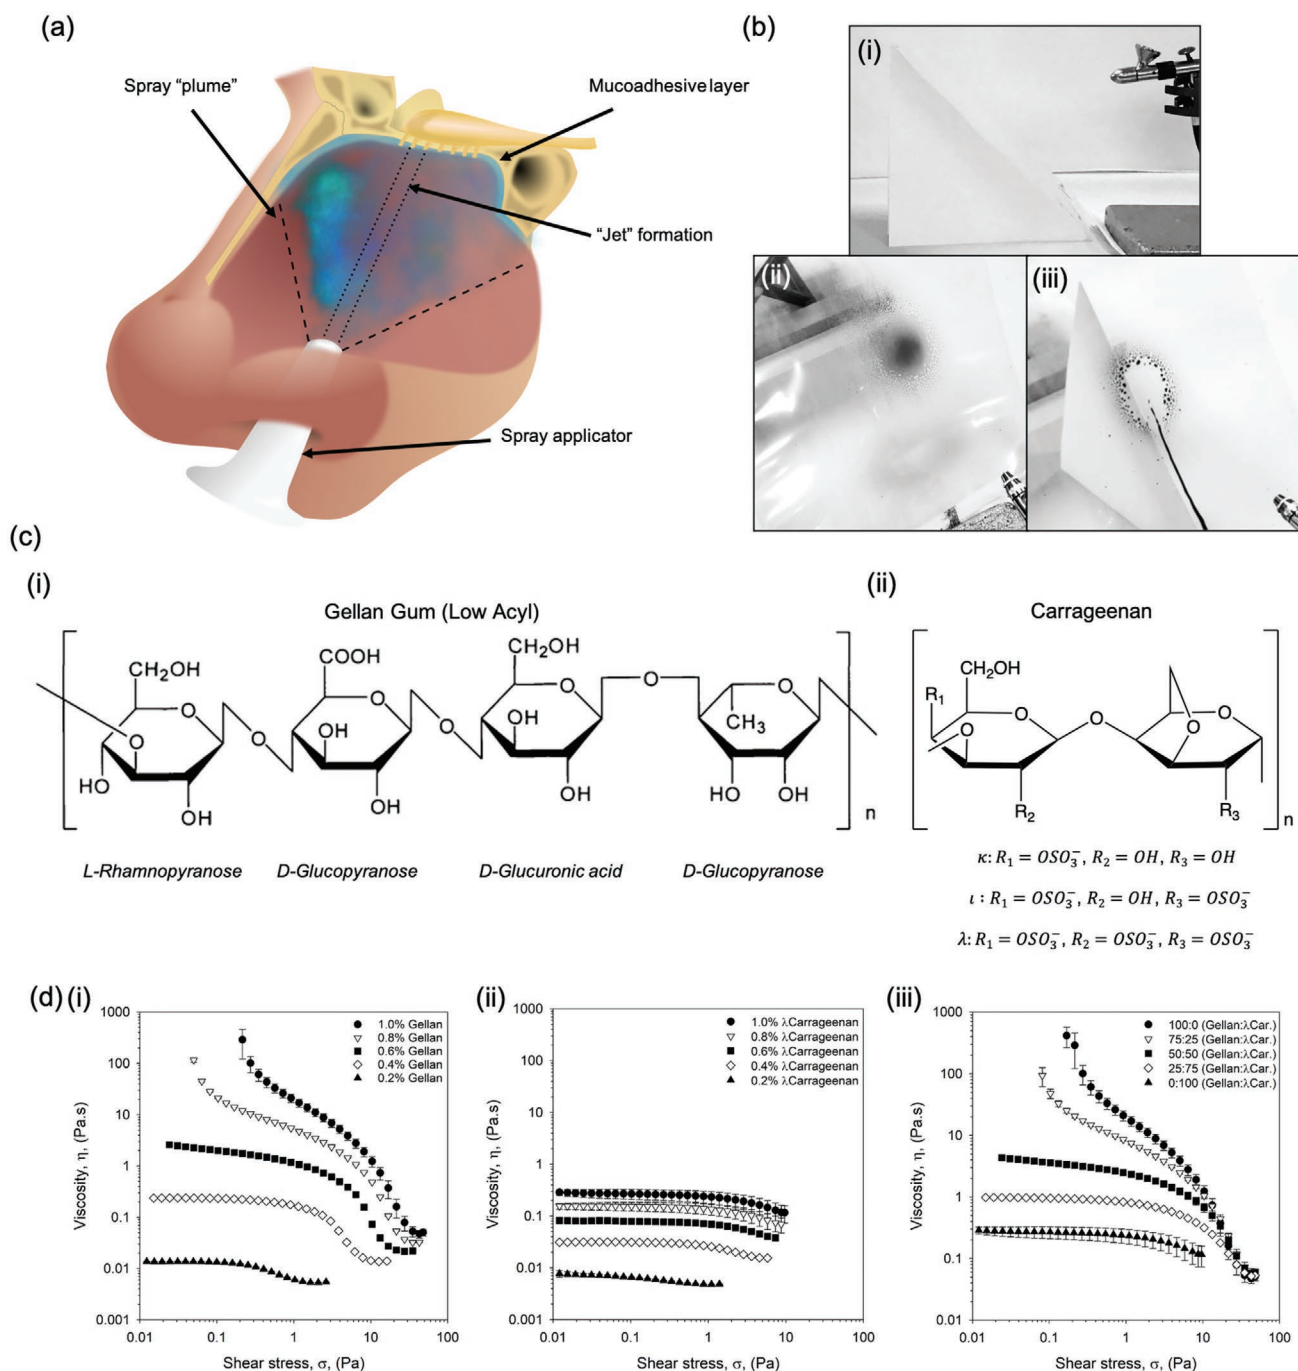 (a)
Spray “plume”
Mucoadhesive layer
“Jet” formation
Spray applicator
(b)
(i)
(ii)
(iii)
(c)
(i)
Gellan Gum (Low Acyl)
CH₂OH
COOH
CH₂OH
O
O
O
O
O
O
O
O
OH
OH
CH₃
HO
OH
OH
OH
HO
OH
n
L-Rhamnopyranose
D-Glucopyranose
D-Glucuronic acid
D-Glucopyranose
(ii)
Carrageenan
CH₂OH
R₁
O
O
O
O
O
O
R₂
R₃
n
κ: R₁ = OSO₃⁻, R₂ = OH, R₃ = OH
ι : R₁ = OSO₃⁻, R₂ = OH, R₃ = OSO₃⁻
λ: R₁ = OSO₃⁻, R₂ = OSO₃⁻, R₃ = OSO₃⁻
(d) (i)
1000
100
10
1
0.1
0.01
0.001
Viscosity, η, (Pa.s)
1.0% Gellan
0.8% Gellan
0.6% Gellan
0.4% Gellan
0.2% Gellan
0.01 0.1 1 10 100
Shear stress, σ, (Pa)
(ii)
1000
100
10
1
0.1
0.01
0.001
Viscosity, η, (Pa.s)
1.0% λCarrageenan
0.8% λCarrageenan
0.6% λCarrageenan
0.4% λCarrageenan
0.2% λCarrageenan
0.01 0.1 1 10 100
Shear stress, σ, (Pa)
(iii)
1000
100
10
1
0.1
0.01
Viscosity, η, (Pa.s)
100:0 (Gellan:λCar.)
75:25 (Gellan:λCar.)
50:50 (Gellan:λCar.)
25:75 (Gellan:λCar.)
0:100 (Gellan:λCar.)
0.01 0.1 1 10 100
Shear stress, σ, (Pa)